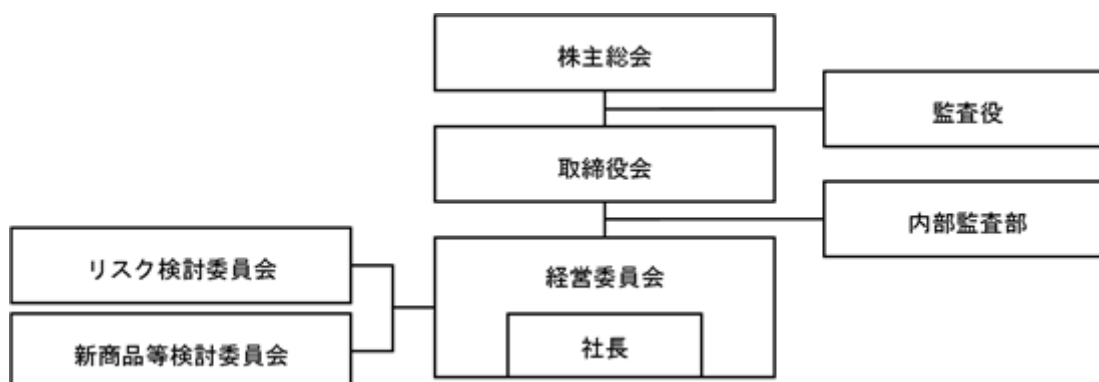 株主総会
監査役
取締役会
内部監査部
リスク検討委員会
経営委員会
新商品等検討委員会
社長